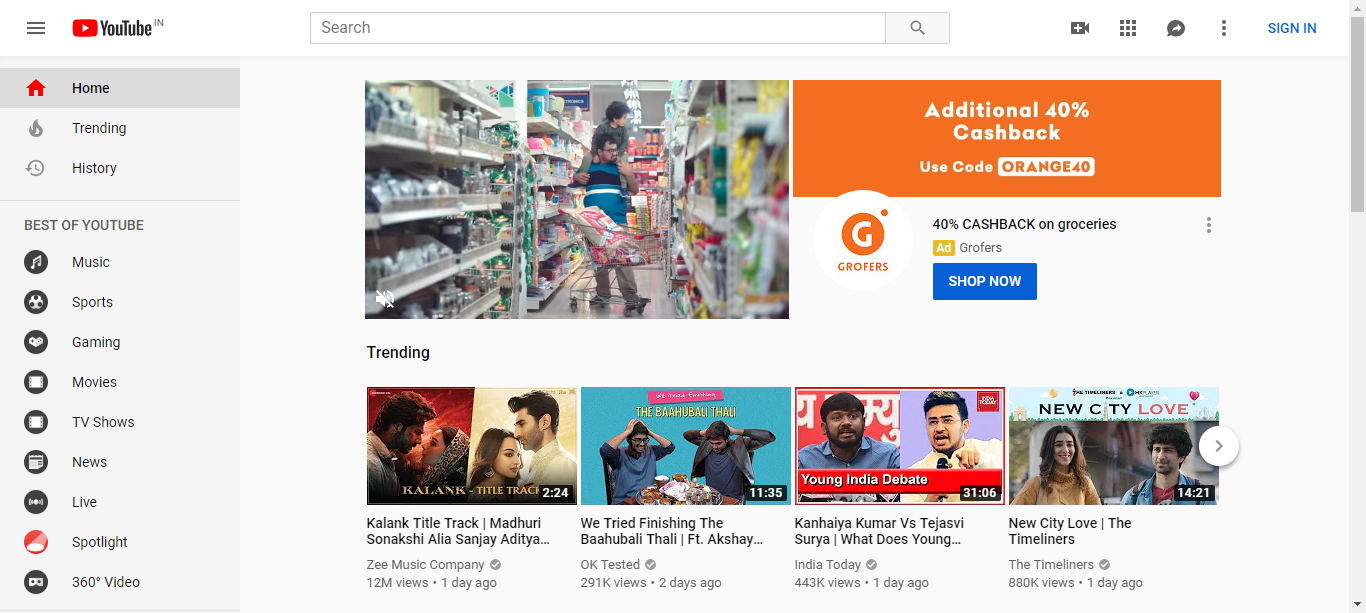 YouTube IN
Search
SIGN IN
Home
Trending
History
BEST OF YOUTUBE
Music
Sports
Gaming
Movies
TV Shows
News
Live
Spotlight
360° Video
Additional 40%
Cashback
Use Code ORANGE40
G
GROFERS
40% CASHBACK on groceries
Ad Grofers
SHOP NOW
Trending
KALANK - TITLE TRACK
2:24
Kalank Title Track | Madhuri
Sonakshi Alia Sanjay Aditya...
Zee Music Company
12M views • 1 day ago
We Tried Finishing
THE BAAHUBALI THALI
11:35
We Tried Finishing The
Baahubali Thali | Ft. Akshay...
OK Tested
291K views • 2 days ago
INDIA
TODAY
Young India Debate
31:06
Kanhaiya Kumar Vs Tejasvi
Surya | What Does Young...
India Today
443K views • 1 day ago
THE TIMELINERS MXPLAYER
NEW CITY LOVE
14:21
New City Love | The
Timeliners
The Timeliners
880K views • 1 day ago